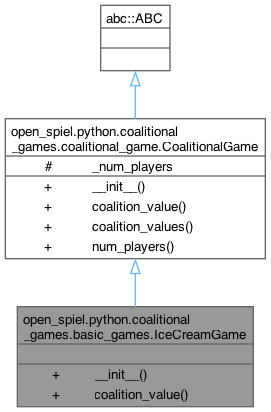 abc::ABC
open_spiel.python.coalitional
_games.coalitional_game.CoalitionalGame
# _num_players
+ __init__()
+ coalition_value()
+ coalition_values()
+ num_players()
open_spiel.python.coalitional
_games.basic_games.IceCreamGame
+ __init__()
+ coalition_value()